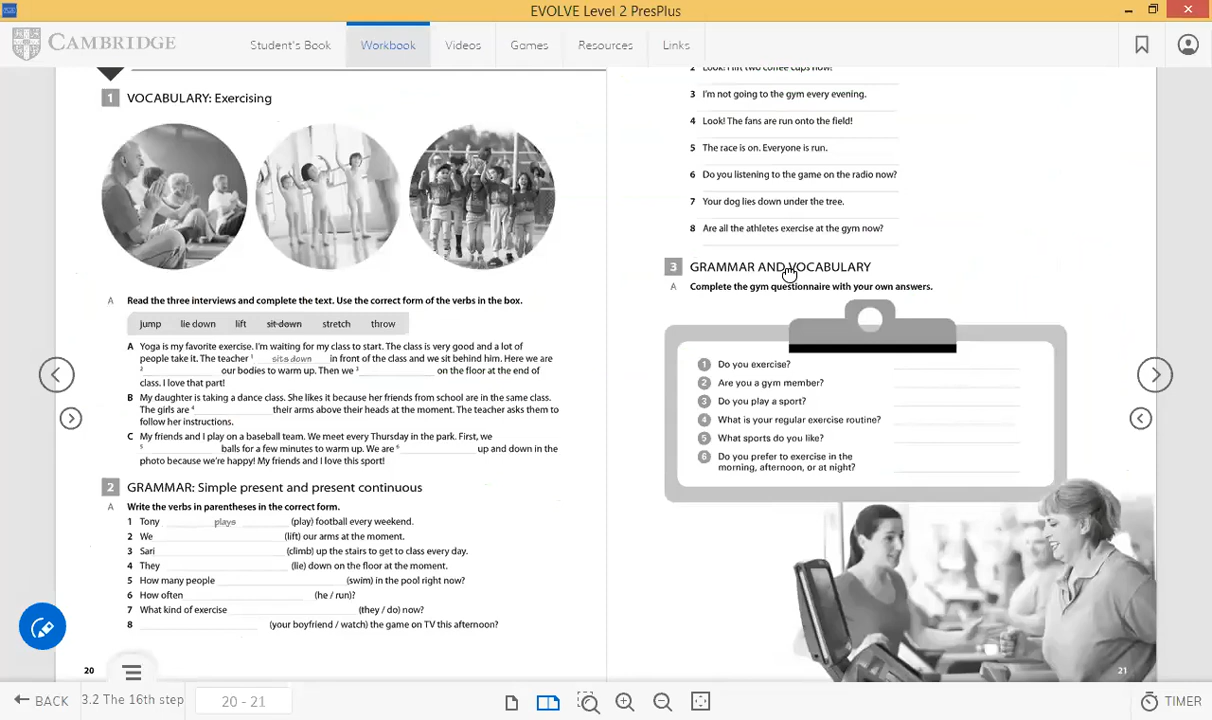 EVOLVE Level 2 PresPlus
CAMBRIDGE
Student's Book
Workbook
Videos
Games
Resources
Links
1 VOCABULARY: Exercising
A Read the three interviews and complete the text. Use the correct form of the verbs in the box.
jump lie down lift sit down stretch throw
A Yoga is my favorite exercise. I'm waiting for my class to start. The class is very good and a lot of
people take it. The teacher 1 sits down in front of the class and we sit behind him. Here we are
2 our bodies to warm up. Then we 3 on the floor at the end of
class. I love that part!
B My daughter is taking a dance class. She likes it because her friends from school are in the same class.
The girls are 4 their arms above their heads at the moment. The teacher asks them to
follow her instructions.
C My friends and I play on a baseball team. We meet every Thursday in the park. First, we
5 balls for a few minutes to warm up. We are 6 up and down in the
photo because we're happy! My friends and I love this sport!
2 GRAMMAR: Simple present and present continuous
A Write the verbs in parentheses in the correct form.
1 Tony plays (play) football every weekend.
2 We (lift) our arms at the moment.
3 Sari (climb) up the stairs to get to class every day.
4 They (lie) down on the floor at the moment.
5 How many people (swim) in the pool right now?
6 How often (he / run)?
7 What kind of exercise (they / do) now?
8 (your boyfriend / watch) the game on TV this afternoon?
20
2 Look! I lift two coffee cups now!
3 I'm not going to the gym every evening.
4 Look! The fans are run onto the field!
5 The race is on. Everyone is run.
6 Do you listening to the game on the radio now?
7 Your dog lies down under the tree.
8 Are all the athletes exercise at the gym now?
3 GRAMMAR AND VOCABULARY
A Complete the gym questionnaire with your own answers.
1 Do you exercise?
2 Are you a gym member?
3 Do you play a sport?
4 What is your regular exercise routine?
5 What sports do you like?
6 Do you prefer to exercise in the
morning, afternoon, or at night?
21
BACK
3.2 The 16th step
20 - 21
TIMER